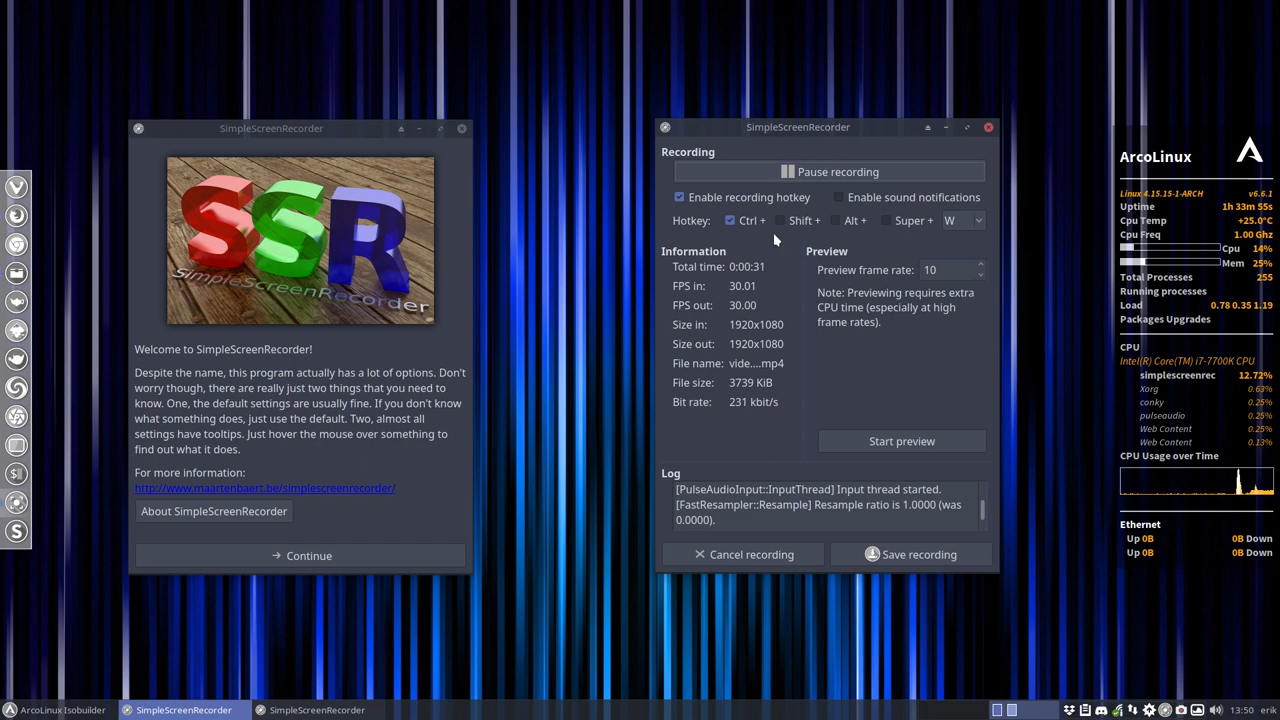 SimpleScreenRecorder
SSR
SimpleScreenRecorder
Welcome to SimpleScreenRecorder!
Despite the name, this program actually has a lot of options. Don't
worry though, there are really just two things that you need to
know. One, the default settings are usually fine. If you don't know
what something does, just use the default. Two, almost all
settings have tooltips. Just hover the mouse over something to
find out what it does.
For more information:
http://www.maartenbaert.be/simplescreenrecorder/
About SimpleScreenRecorder
Continue
SimpleScreenRecorder
Recording
Pause recording
Enable recording hotkey Enable sound notifications
Hotkey: Ctrl + Shift + Alt + Super + W
Information
Total time: 0:00:31
FPS in: 30.01
FPS out: 30.00
Size in: 1920x1080
Size out: 1920x1080
File name: vide....mp4
File size: 3739 KiB
Bit rate: 231 kbit/s
Preview
Preview frame rate: 10
Note: Previewing requires extra
CPU time (especially at high
frame rates).
Start preview
Log
[PulseAudioInput::InputThread] Input thread started.
[FastResampler::Resample] Resample ratio is 1.0000 (was
0.0000).
Cancel recording Save recording
ArcoLinux
Linux 4.15.15-1-ARCH v6.6.1
Uptime 1h 33m 55s
Cpu Temp +25.0°C
Cpu Freq 1.00 Ghz
Cpu 14%
Mem 25%
Total Processes 255
Running processes
Load 0.78 0.35 1.19
Packages Upgrades
CPU
Intel(R) Core(TM) i7-7700K CPU
simplescreenrec 12.72%
Xorg 0.63%
conky 0.25%
pulseaudio 0.25%
Web Content 0.25%
Web Content 0.13%
CPU Usage over Time
Ethernet
Up 0B 0B Down
Up 0B 0B Down
ArcoLinux Isobuilder SimpleScreenRecorder SimpleScreenRecorder 13:50 erik